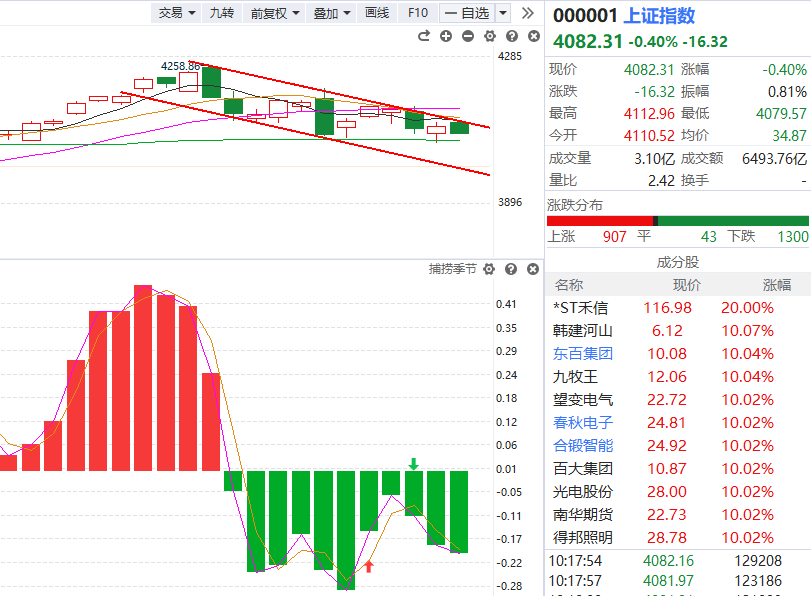 交易 九转 前复权 叠加 画线 F10 一自选
4285
4258.86
3896
捕捞季节
0.41
0.35
0.29
0.24
0.18
0.12
0.06
0.01
-0.05
-0.11
-0.17
-0.22
-0.28
000001 上证指数
4082.31 -0.40% -16.32
现价 4082.31 涨幅 -0.40%
涨跌 -16.32 振幅 0.81%
最高 4112.96 最低 4079.57
今开 4110.52 均价 34.87
成交量 3.10亿 成交额 6493.76亿
量比 2.42 换手 -
涨跌分布
上涨 907 平 43 下跌 1300
成分股
名称 现价 涨幅
*ST禾信 116.98 20.00%
韩建河山 6.12 10.07%
东百集团 10.08 10.04%
九牧王 12.06 10.04%
望变电气 22.72 10.02%
春秋电子 24.81 10.02%
合锻智能 24.92 10.02%
百大集团 10.87 10.02%
光电股份 28.00 10.02%
南华期货 22.73 10.02%
得邦照明 28.78 10.02%
10:17:54 4082.16 129208
10:17:57 4081.97 123186